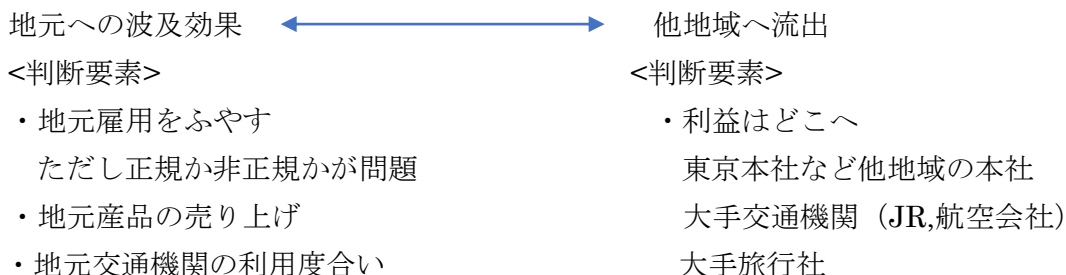 地元への波及効果 他地域へ流出
<判断要素> <判断要素>
・地元雇用をふやす ・利益はどこへ
ただし正規か非正規かが問題 東京本社など他地域の本社
・地元産品の売り上げ 大手交通機関（JR,航空会社）
・地元交通機関の利用度合い 大手旅行社